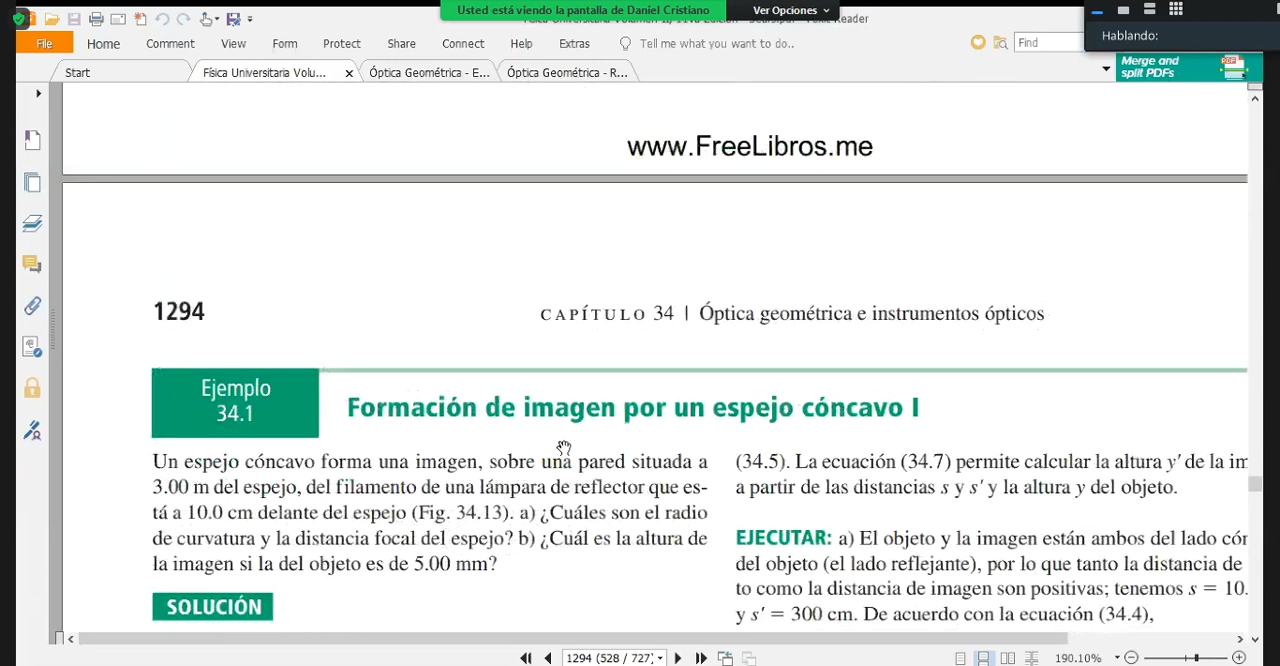 Usted está viendo la pantalla de Daniel Cristiano
Ver Opciones
Reader
Hablando:
File
Home
Comment
View
Form
Protect
Share
Connect
Help
Extras
Tell me what you want to do..
Find
Start
Física Universitaria Volu...
Óptica Geométrica - E...
Óptica Geométrica - R...
Merge and
split PDFs
www.FreeLibros.me
1294
CAPÍTULO 34 | Óptica geométrica e instrumentos ópticos
Ejemplo
34.1
Formación de imagen por un espejo cóncavo I
Un espejo cóncavo forma una imagen, sobre una pared situada a
3.00 m del espejo, del filamento de una lámpara de reflector que es-
tá a 10.0 cm delante del espejo (Fig. 34.13). a) ¿Cuáles son el radio
de curvatura y la distancia focal del espejo? b) ¿Cuál es la altura de
la imagen si la del objeto es de 5.00 mm?
SOLUCIÓN
(34.5). La ecuación (34.7) permite calcular la altura y′ de la im
a partir de las distancias s y s′ y la altura y del objeto.
EJECUTAR: a) El objeto y la imagen están ambos del lado cón
del objeto (el lado reflejante), por lo que tanto la distancia de
to como la distancia de imagen son positivas; tenemos s = 10.
y s′ = 300 cm. De acuerdo con la ecuación (34.4),
1294 (528 / 727)
190.10%